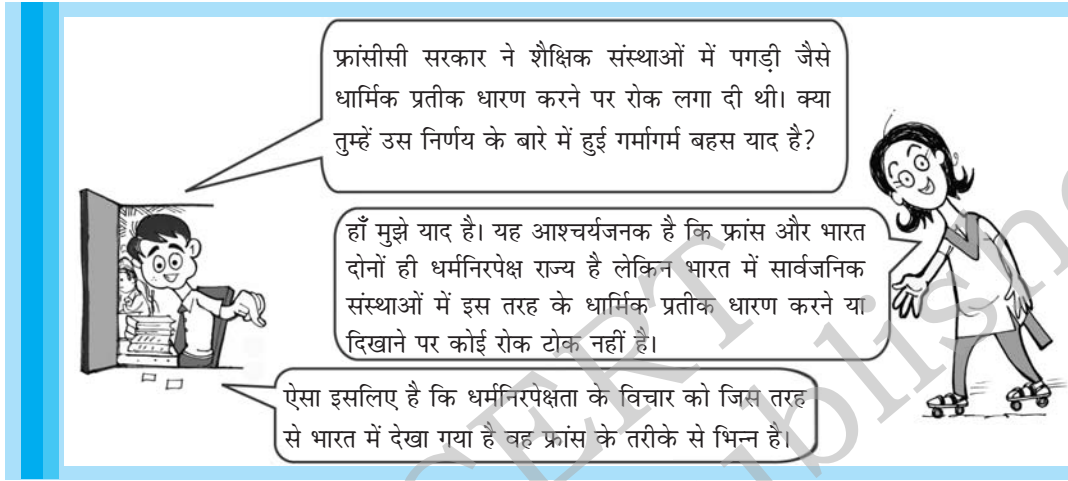 फ्रांसीसी सरकार ने शैक्षिक संस्थाओं में पगड़ी जैसे
धार्मिक प्रतीक धारण करने पर रोक लगा दी थी। क्या
तुम्हें उस निर्णय के बारे में हुई गर्मागर्म बहस याद है?
हाँ मुझे याद है। यह आश्चर्यजनक है कि फ्रांस और भारत
दोनों ही धर्मनिरपेक्ष राज्य है लेकिन भारत में सार्वजनिक
संस्थाओं में इस तरह के धार्मिक प्रतीक धारण करने या
दिखाने पर कोई रोक टोक नहीं है।
ऐसा इसलिए है कि धर्मनिरपेक्षता के विचार को जिस तरह
से भारत में देखा गया है वह फ्रांस के तरीके से भिन्न है।